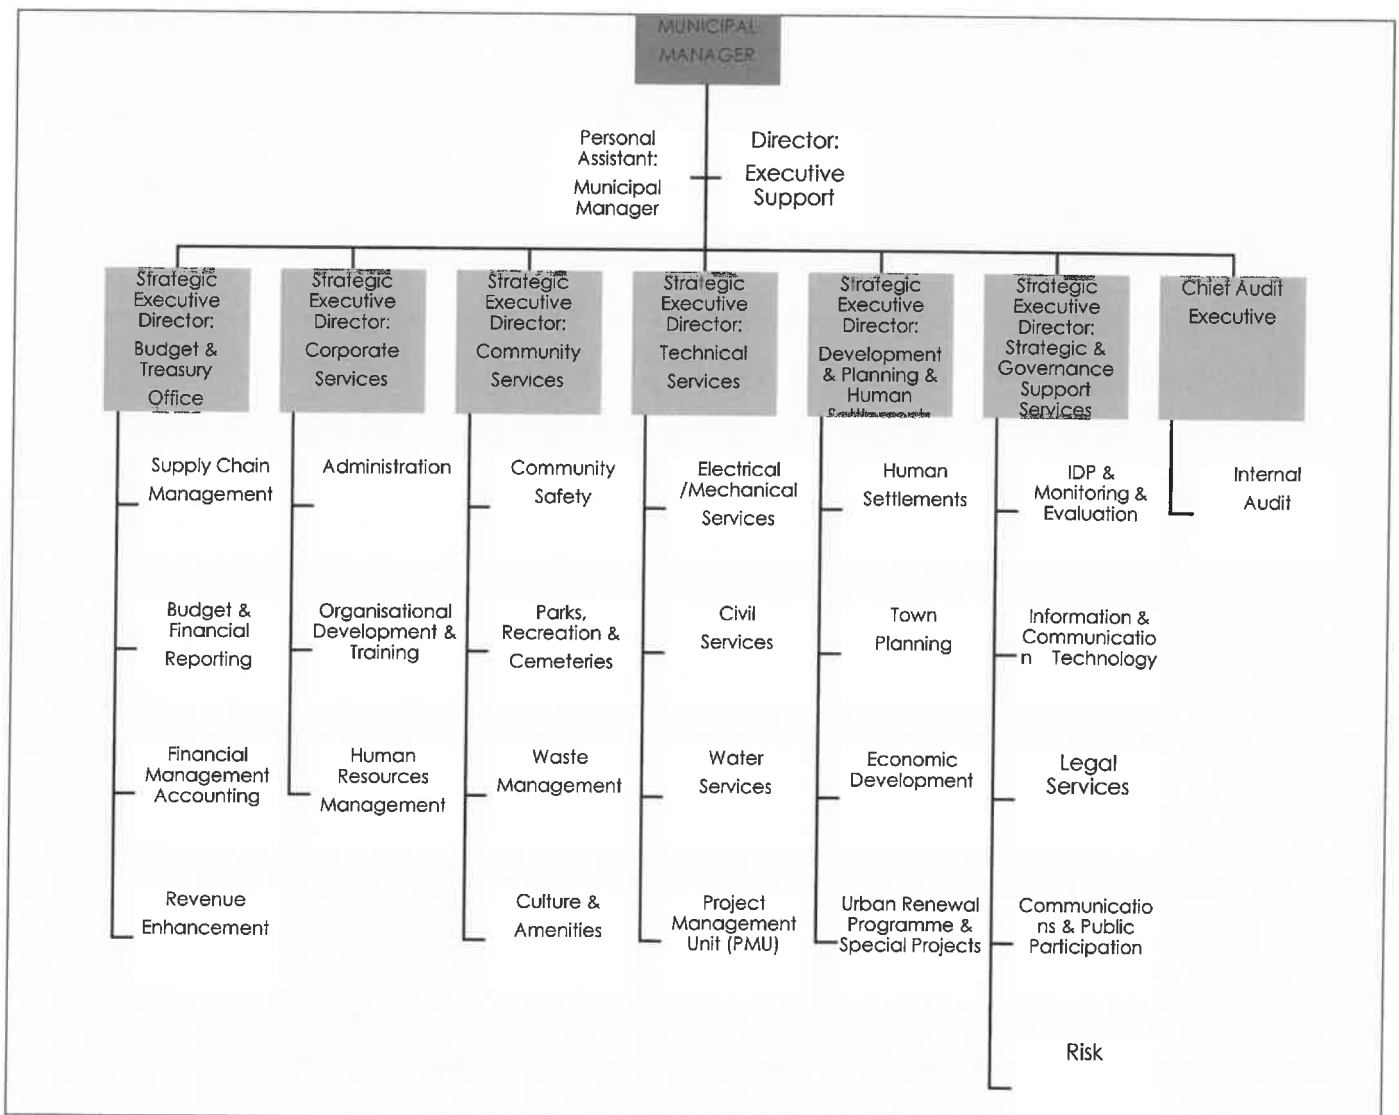 MUNICIPAL
MANAGER
Personal
Assistant:
Municipal
Manager
Director:
Executive
Support
Strategic
Executive
Director:
Budget &
Treasury
Office
Strategic
Executive
Director:
Corporate
Services
Strategic
Executive
Director:
Community
Services
Strategic
Executive
Director:
Technical
Services
Strategic
Executive
Director:
Development
& Planning &
Human
Settlements
Strategic
Executive
Director:
Strategic &
Governance
Support
Services
Chief Audit
Executive
Supply Chain
Management
Budget &
Financial
Reporting
Financial
Management
Accounting
Revenue
Enhancement
Administration
Organisational
Development &
Training
Human
Resources
Management
Community
Safety
Parks,
Recreation &
Cemeteries
Waste
Management
Culture &
Amenities
Electrical
/Mechanical
Services
Civil
Services
Water
Services
Project
Management
Unit (PMU)
Human
Settlements
Town
Planning
Economic
Development
Urban Renewal
Programme &
Special Projects
IDP &
Monitoring &
Evaluation
Information &
Communicatio
n Technology
Legal
Services
Communicatio
ns & Public
Participation
Risk
Internal
Audit